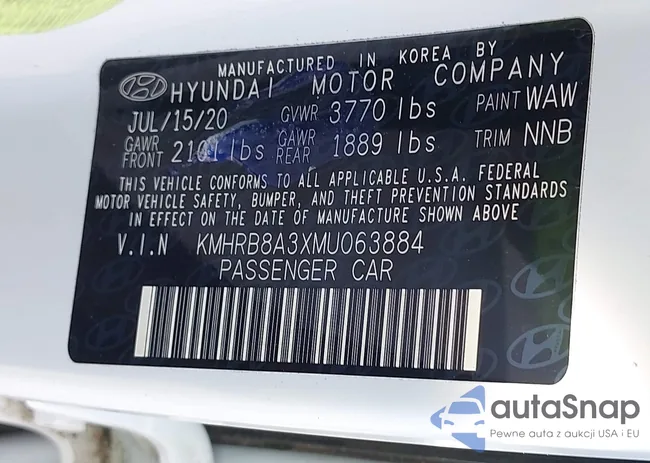 MANUFACTURED IN KOREA BY
HYUNDAI MOTOR COMPANY
JUL/15/20 GVWR 3770 lbs PAINT WAW
GAWR FRONT 2101 lbs GAWR REAR 1889 lbs TRIM NNB
THIS VEHICLE CONFORMS TO ALL APPLICABLE U.S.A. FEDERAL
MOTOR VEHICLE SAFETY, BUMPER, AND THEFT PREVENTION STANDARDS
IN EFFECT ON THE DATE OF MANUFACTURE SHOWN ABOVE
V.I.N KMHRB8A3XMU063884
PASSENGER CAR
autaSnap
Pewne auta z aukcji USA i EU